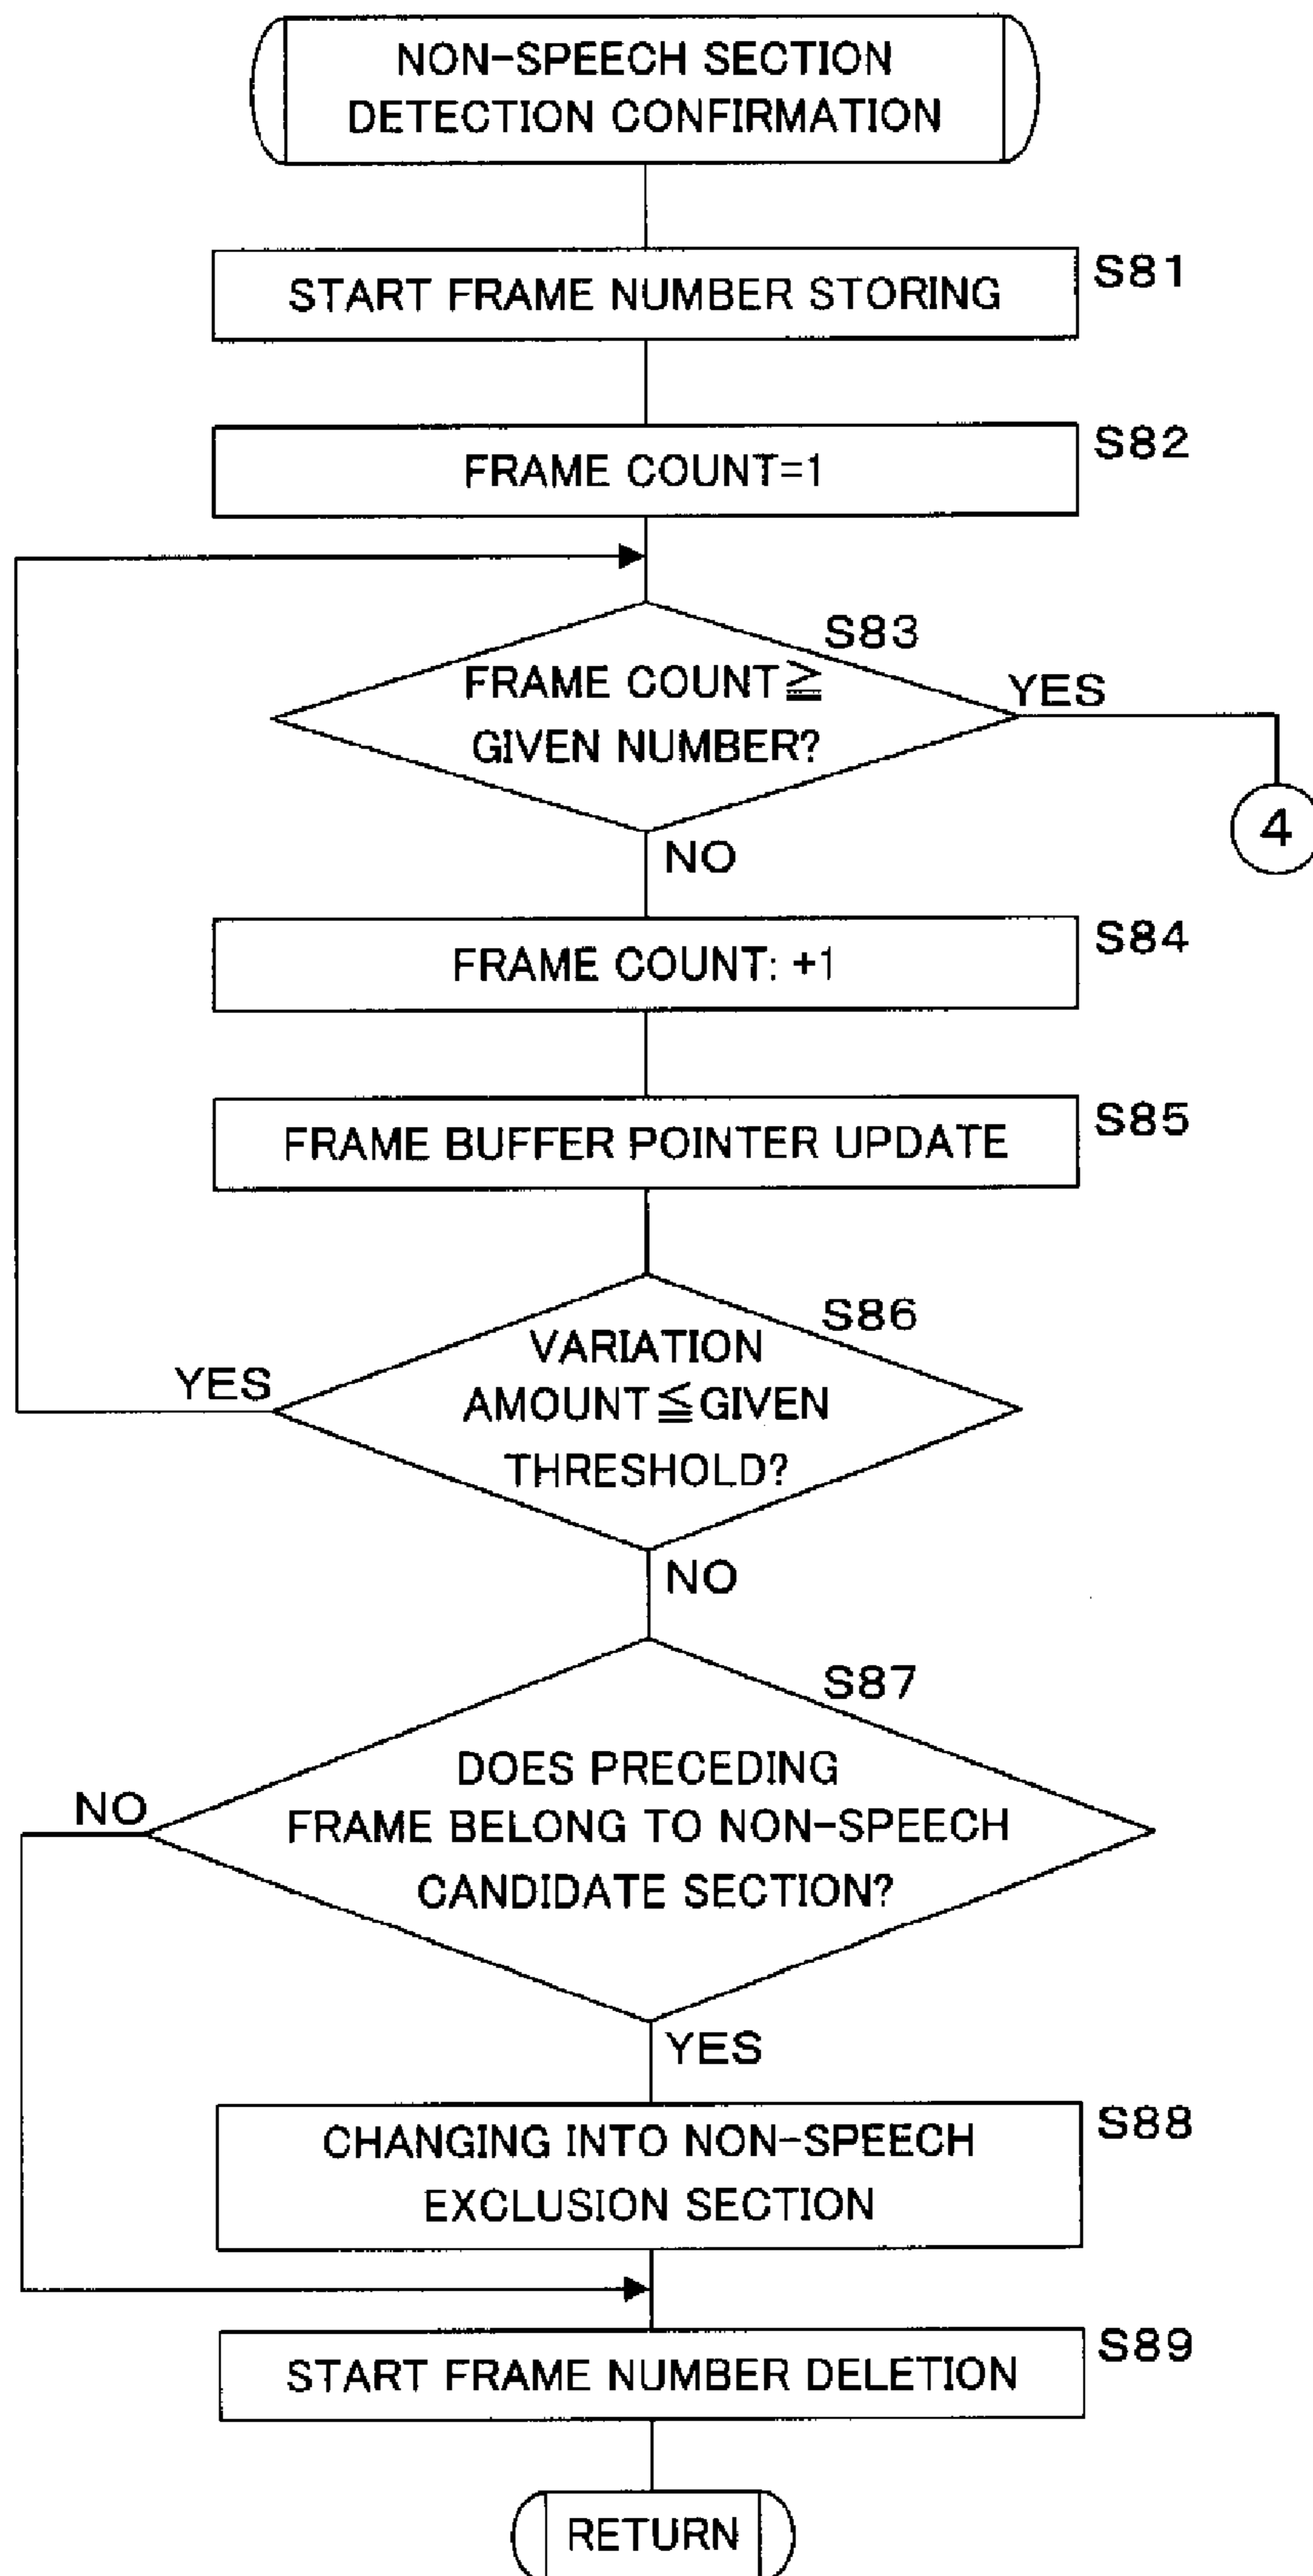 NON-SPEECH SECTION
DETECTION CONFIRMATION
START FRAME NUMBER STORING
S81
FRAME COUNT=1
S82
S83
FRAME COUNT≧
GIVEN NUMBER?
YES
4
NO
FRAME COUNT: +1
S84
FRAME BUFFER POINTER UPDATE
S85
S86
VARIATION
AMOUNT≦GIVEN
THRESHOLD?
YES
NO
S87
DOES PRECEDING
FRAME BELONG TO NON-SPEECH
CANDIDATE SECTION?
NO
YES
CHANGING INTO NON-SPEECH
EXCLUSION SECTION
S88
START FRAME NUMBER DELETION
S89
RETURN